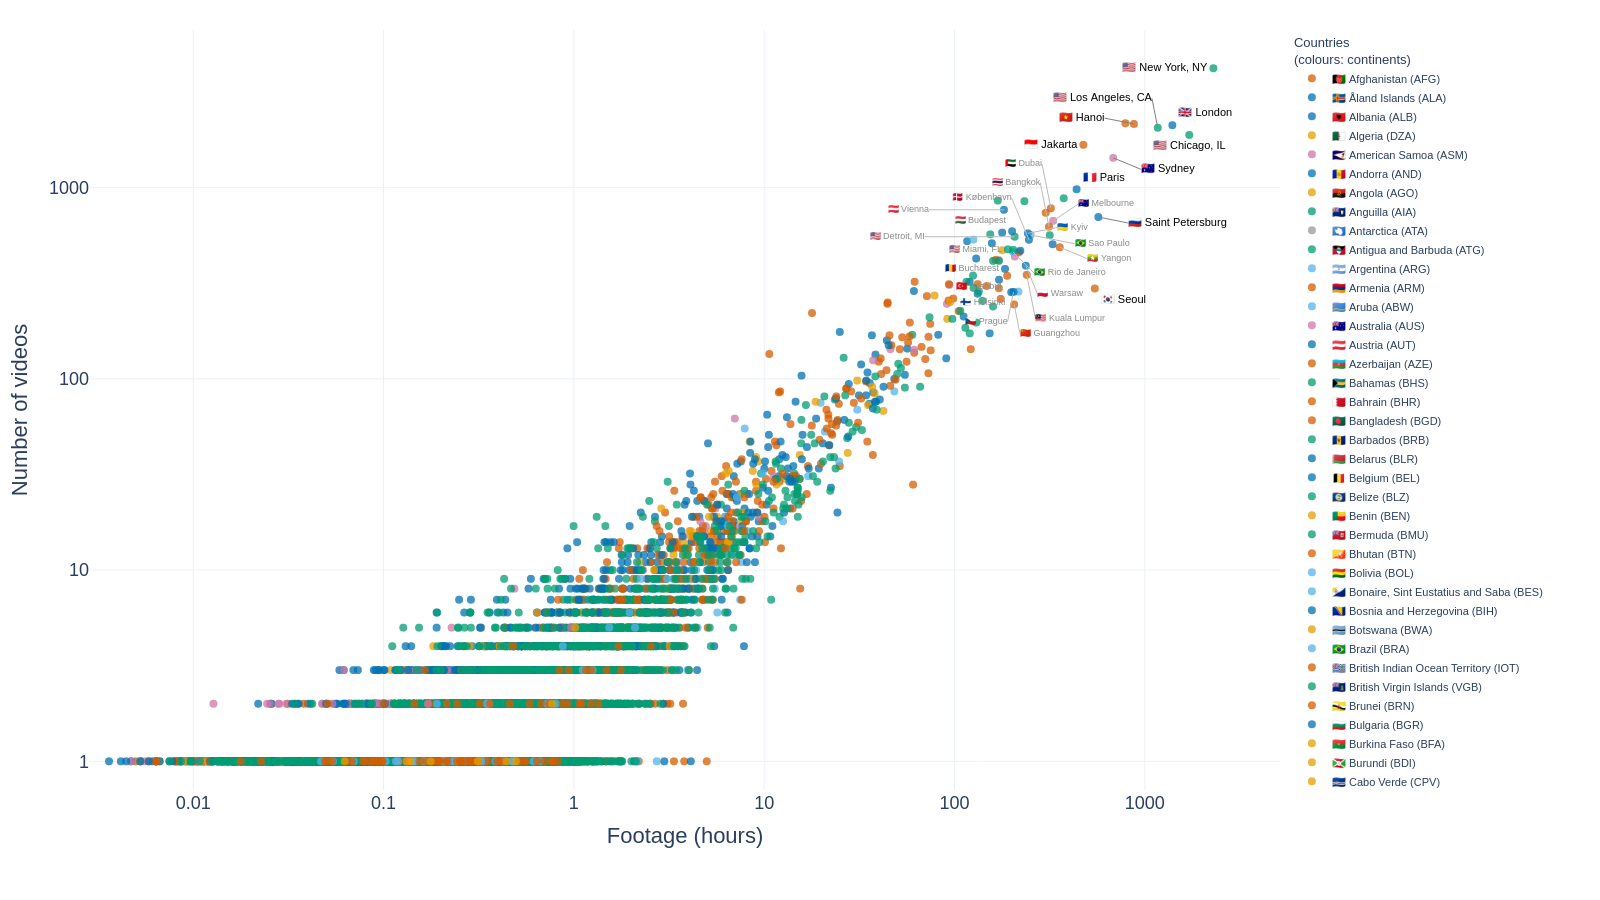 Countries
(colours: continents)
Afghanistan (AFG)
Åland Islands (ALA)
Albania (ALB)
Algeria (DZA)
American Samoa (ASM)
Andorra (AND)
Angola (AGO)
Anguilla (AIA)
Antarctica (ATA)
Antigua and Barbuda (ATG)
Argentina (ARG)
Armenia (ARM)
Aruba (ABW)
Australia (AUS)
Austria (AUT)
Azerbaijan (AZE)
Bahamas (BHS)
Bahrain (BHR)
Bangladesh (BGD)
Barbados (BRB)
Belarus (BLR)
Belgium (BEL)
Belize (BLZ)
Benin (BEN)
Bermuda (BMU)
Bhutan (BTN)
Bolivia (BOL)
Bonaire, Sint Eustatius and Saba (BES)
Bosnia and Herzegovina (BIH)
Botswana (BWA)
Brazil (BRA)
British Indian Ocean Territory (IOT)
British Virgin Islands (VGB)
Brunei (BRN)
Bulgaria (BGR)
Burkina Faso (BFA)
Burundi (BDI)
Cabo Verde (CPV)
New York, NY
Los Angeles, CA
London
Hanoi
Jakarta
Chicago, IL
Dubai
Sydney
Bangkok
Paris
København
Melbourne
Vienna
Budapest
Saint Petersburg
Kyiv
Detroit, MI
Sao Paulo
Miami, FL
Yangon
Bucharest
Rio de Janeiro
Warsaw
Seoul
Helsinki
Prague
Kuala Lumpur
Guangzhou
Number of videos
1000
100
10
1
0.01
0.1
1
10
100
1000
Footage (hours)